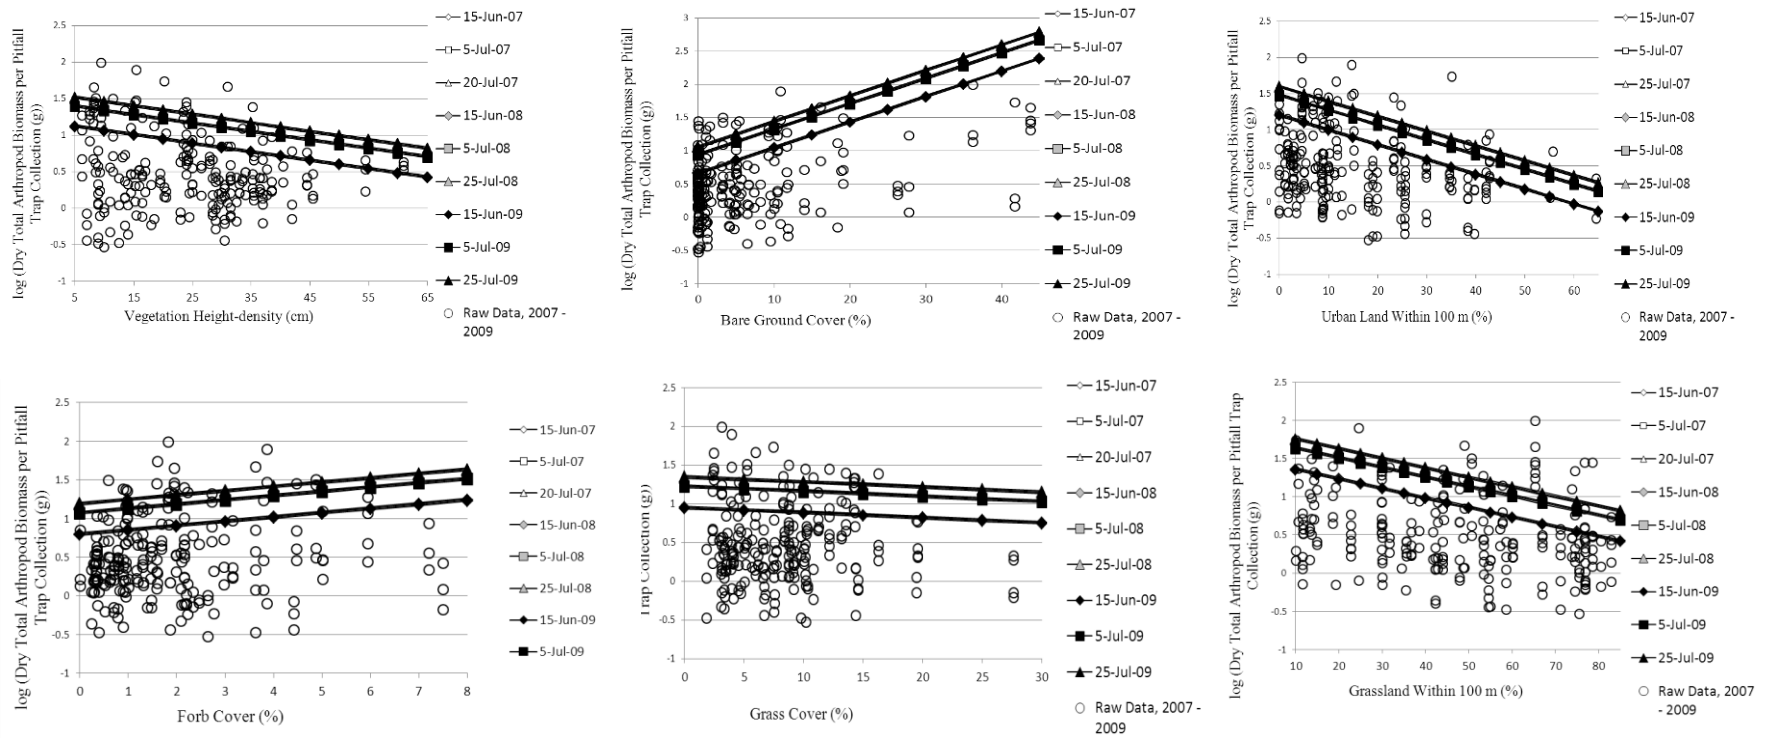 log (Dry Total Arthropod Biomass per Pitfall
Trap Collection (g))
2.5
2
1.5
1
0.5
0
-0.5
-1
5
15
25
35
45
55
65
Vegetation Height-density (cm)
15-Jun-07
5-Jul-07
20-Jul-07
15-Jun-08
5-Jul-08
25-Jul-08
15-Jun-09
5-Jul-09
25-Jul-09
Raw Data, 2007 -
2009
log (Dry Total Arthropod Biomass per Pitfall
Trap Collection (g))
3
2.5
2
1.5
1
0.5
0
-0.5
-1
0
10
20
30
40
Bare Ground Cover (%)
15-Jun-07
5-Jul-07
20-Jul-07
15-Jun-08
5-Jul-08
25-Jul-08
15-Jun-09
5-Jul-09
25-Jul-09
Raw Data, 2007 -
2009
log (Dry Total Arthropod Biomass per Pitfall
Trap Collection (g))
2.5
2
1.5
1
0.5
0
-0.5
-1
0
10
20
30
40
50
60
Urban Land Within 100 m (%)
15-Jun-07
5-Jul-07
25-Jul-07
15-Jun-08
5-Jul-08
25-Jul-08
15-Jun-09
5-Jul-09
25-Jul-09
Raw Data, 2007 -
2009
log (Dry Total Arthropod Biomass per Pitfall
Trap Collection (g))
2.5
2
1.5
1
0.5
0
-0.5
-1
0
1
2
3
4
5
6
7
8
Forb Cover (%)
15-Jun-07
5-Jul-07
20-Jul-07
15-Jun-08
5-Jul-08
25-Jul-08
15-Jun-09
5-Jul-09
log (Dry Total Arthropod Biomass per Pitfall
Collection (g))
2.5
2
1.5
1
0.5
0
-0.5
-1
0
5
10
15
20
25
30
Grass Cover (%)
15-Jun-07
5-Jul-07
20-Jul-07
15-Jun-08
5-Jul-08
25-Jul-08
15-Jun-09
5-Jul-09
25-Jul-09
Raw Data, 2007 -
2009
log (Dry Total Arthropod Biomass per Pitfall Trap
Collection (g))
2.5
2
1.5
1
0.5
0
-0.5
-1
10
20
30
40
50
60
70
80
Grassland Within 100 m (%)
15-Jun-07
5-Jul-07
20-Jul-07
15-Jun-08
5-Jul-08
25-Jul-08
15-Jun-09
5-Jul-09
25-Jul-09
Raw Data, 2007
- 2009